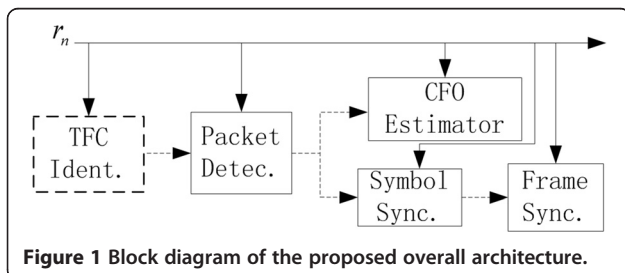 rn
TFC
Ident.
Packet
Detec.
CFO
Estimator
Symbol
Sync.
Frame
Sync.
Figure 1 Block diagram of the proposed overall architecture.